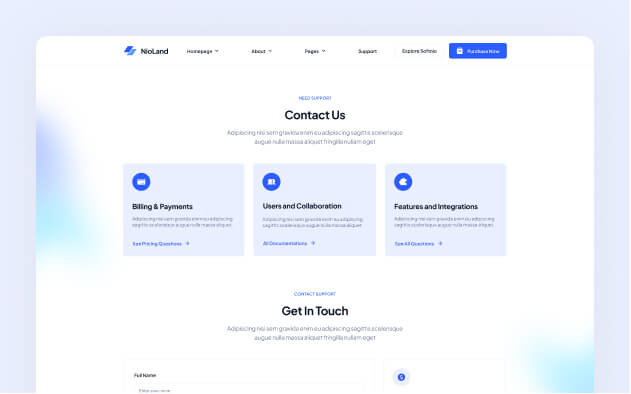 NioLand
Homepage
About
Pages
Support
Explore Softnio
Purchase Now
NEED SUPPORT
Contact Us
Adipiscing nisi sem gravida enim eu adipiscing sagittis scelerisque
augue nulla massa aliquet fringilla nullam eget
Billing & Payments
Adipiscing nisi sem gravida enim eu adipiscing
sagittis scelerisque augue nulla massa aliquet
See Pricing Questions
Users and Collaboration
Adipiscing nisi sem gravida enim eu adipiscing
sagittis scelerisque augue nulla massa aliquet
All Documentations
Features and Integrations
Adipiscing nisi sem gravida enim eu adipiscing
sagittis scelerisque augue nulla massa aliquet
See All Questions
CONTACT SUPPORT
Get In Touch
Adipiscing nisi sem gravida enim eu adipiscing sagittis scelerisque
augue nulla massa aliquet fringilla nullam eget
Full Name
Enter your name